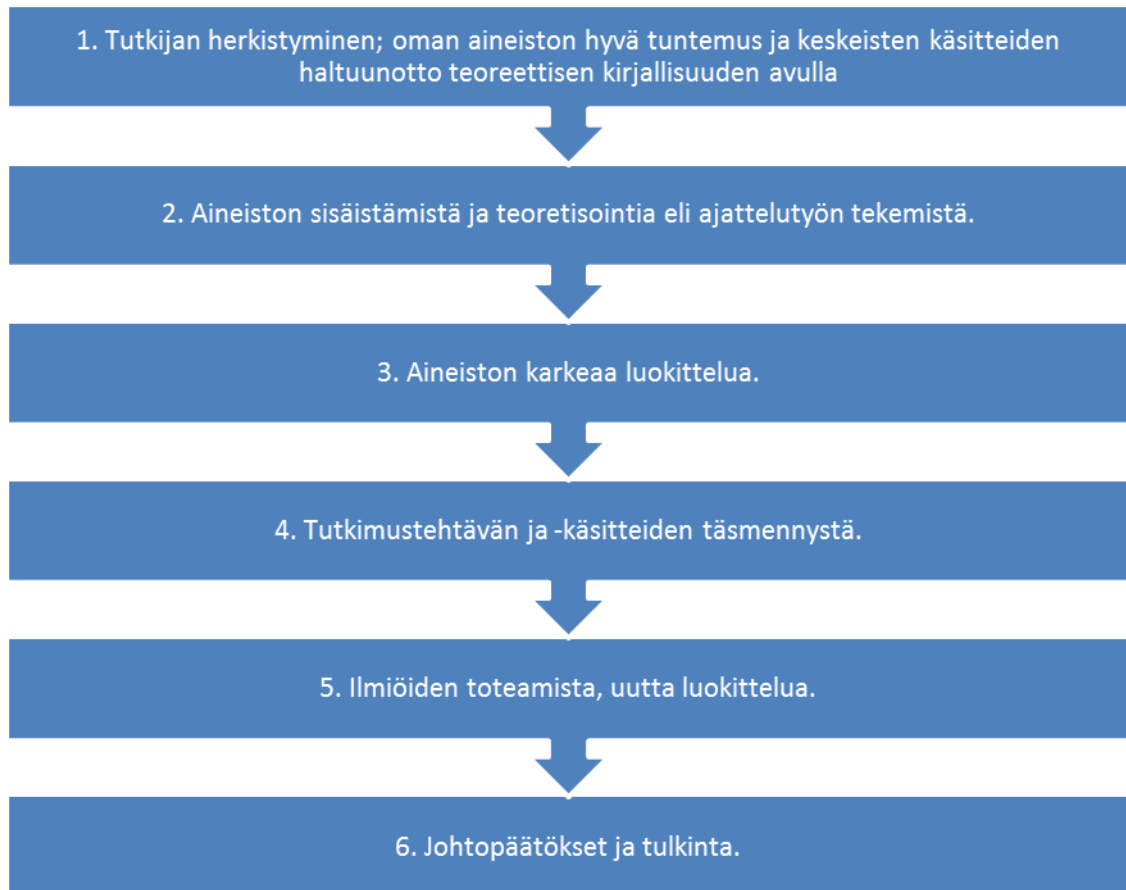 1. Tutkijan herkistyminen; oman aineiston hyvä tuntemus ja keskeisten käsitteiden
haltuunotto teoreettisen kirjallisuuden avulla
2. Aineiston sisäistämistä ja teoretisointia eli ajattelutyön tekemistä.
3. Aineiston karkeaa luokittelua.
4. Tutkimustehtävän ja -käsitteiden täsmennystä.
5. Ilmiöiden toteamista, uutta luokittelua.
6. Johtopäätökset ja tulkinta.